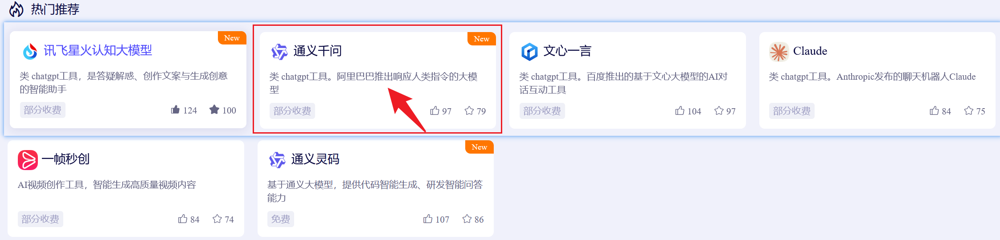 热门推荐
New
讯飞星火认知大模型
类 chatgpt工具，是答疑解惑、创作文案与生成创意
的智能助手
部分收费
124
100
New
通义千问
类 chatgpt工具。阿里巴巴推出响应人类指令的大模
型
部分收费
97
79
文心一言
类 chatgpt工具。百度推出的基于文心大模型的AI对
话互动工具
部分收费
104
97
Claude
类 chatgpt工具。Anthropic发布的聊天机器人Claude
部分收费
84
75
一帧秒创
AI视频创作工具，智能生成高质量视频内容
部分收费
84
74
New
通义灵码
基于通义大模型，提供代码智能生成、研发智能问答
能力
免费
107
86